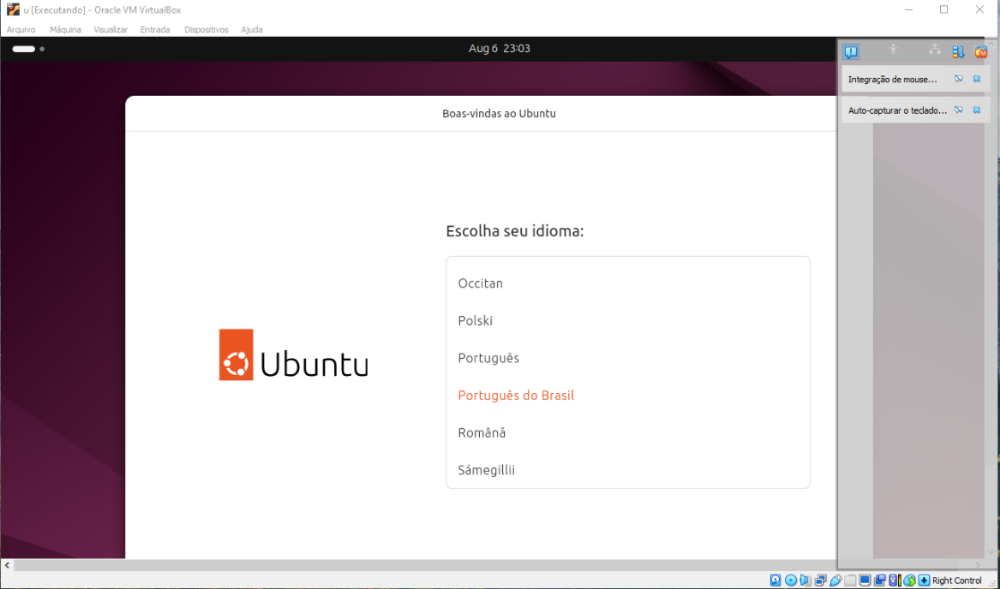 u [Executando] - Oracle VM VirtualBox
Arquivo Máquina Visualizar Entrada Dispositivos Ajuda
Aug 6 23:03
Integração de mouse...
Auto-capturar o teclado...
Boas-vindas ao Ubuntu
Escolha seu idioma:
Occitan
Polski
Português
Português do Brasil
Română
Sámegillii
Ubuntu
Right Control